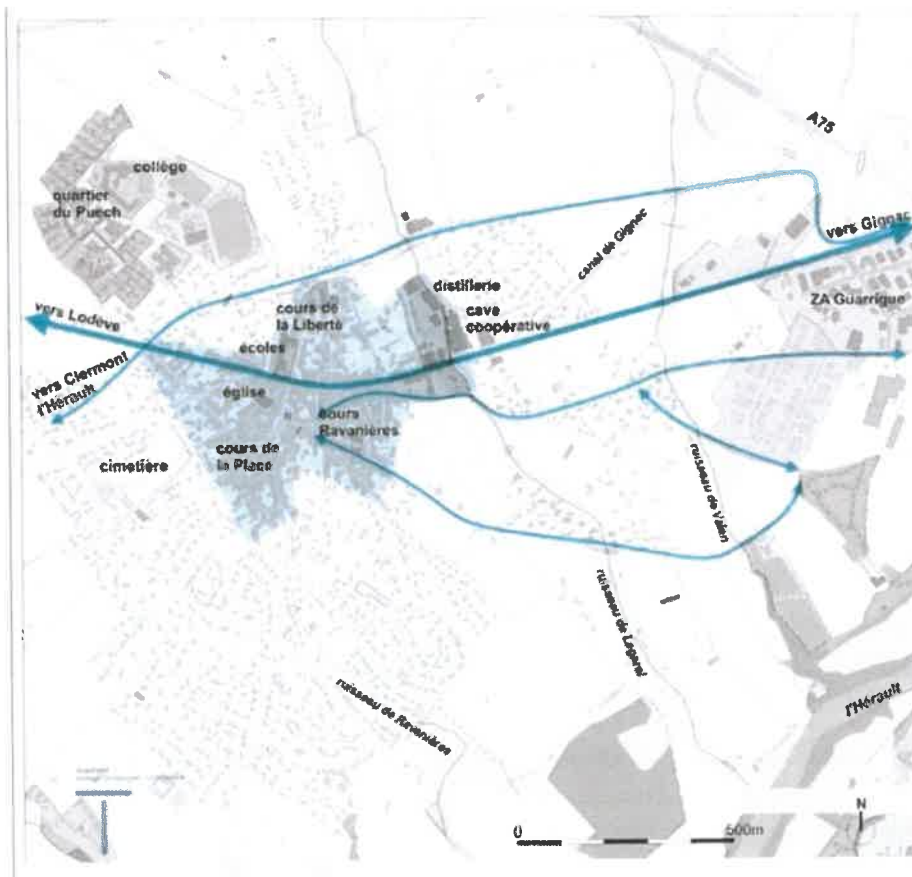 A75
collège
quartier
du Puech
vers Gignac
canal de Gignac
distillerie
ZA Guarrigue
cours de
la Liberté
cave
coopérative
vers Lodève
écoles
vers Clermont
l'Hérault
église
cours
Ravanières
cours de
la Place
cimetière
ruisseau de Valen
ruisseau de Lagarel
l'Hérault
ruisseau de Ravanières
N
0
500m